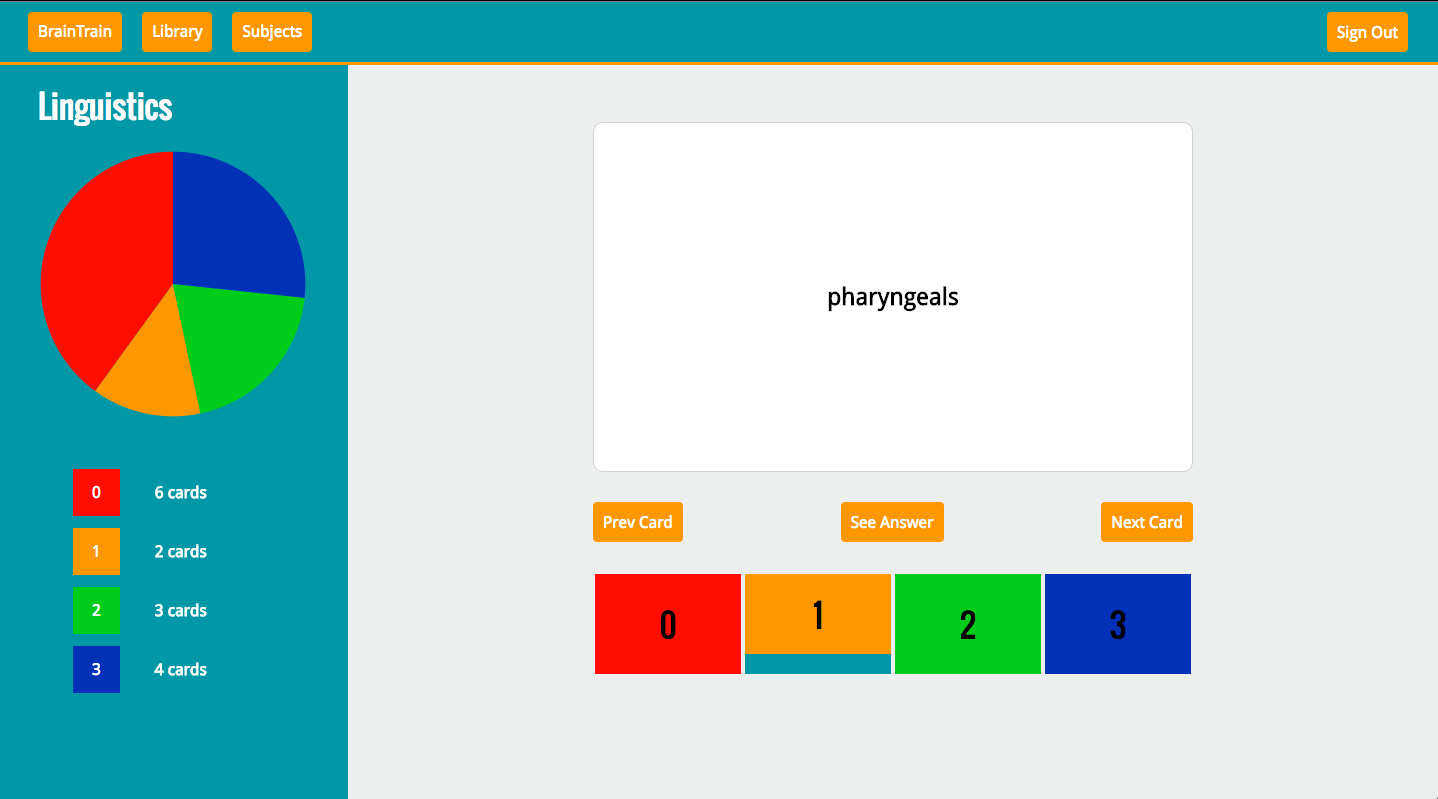 BrainTrain Library Subjects Sign Out
Linguistics
0 6 cards
1 2 cards
2 3 cards
3 4 cards
pharyngeals
Prev Card See Answer Next Card
0 1 2 3